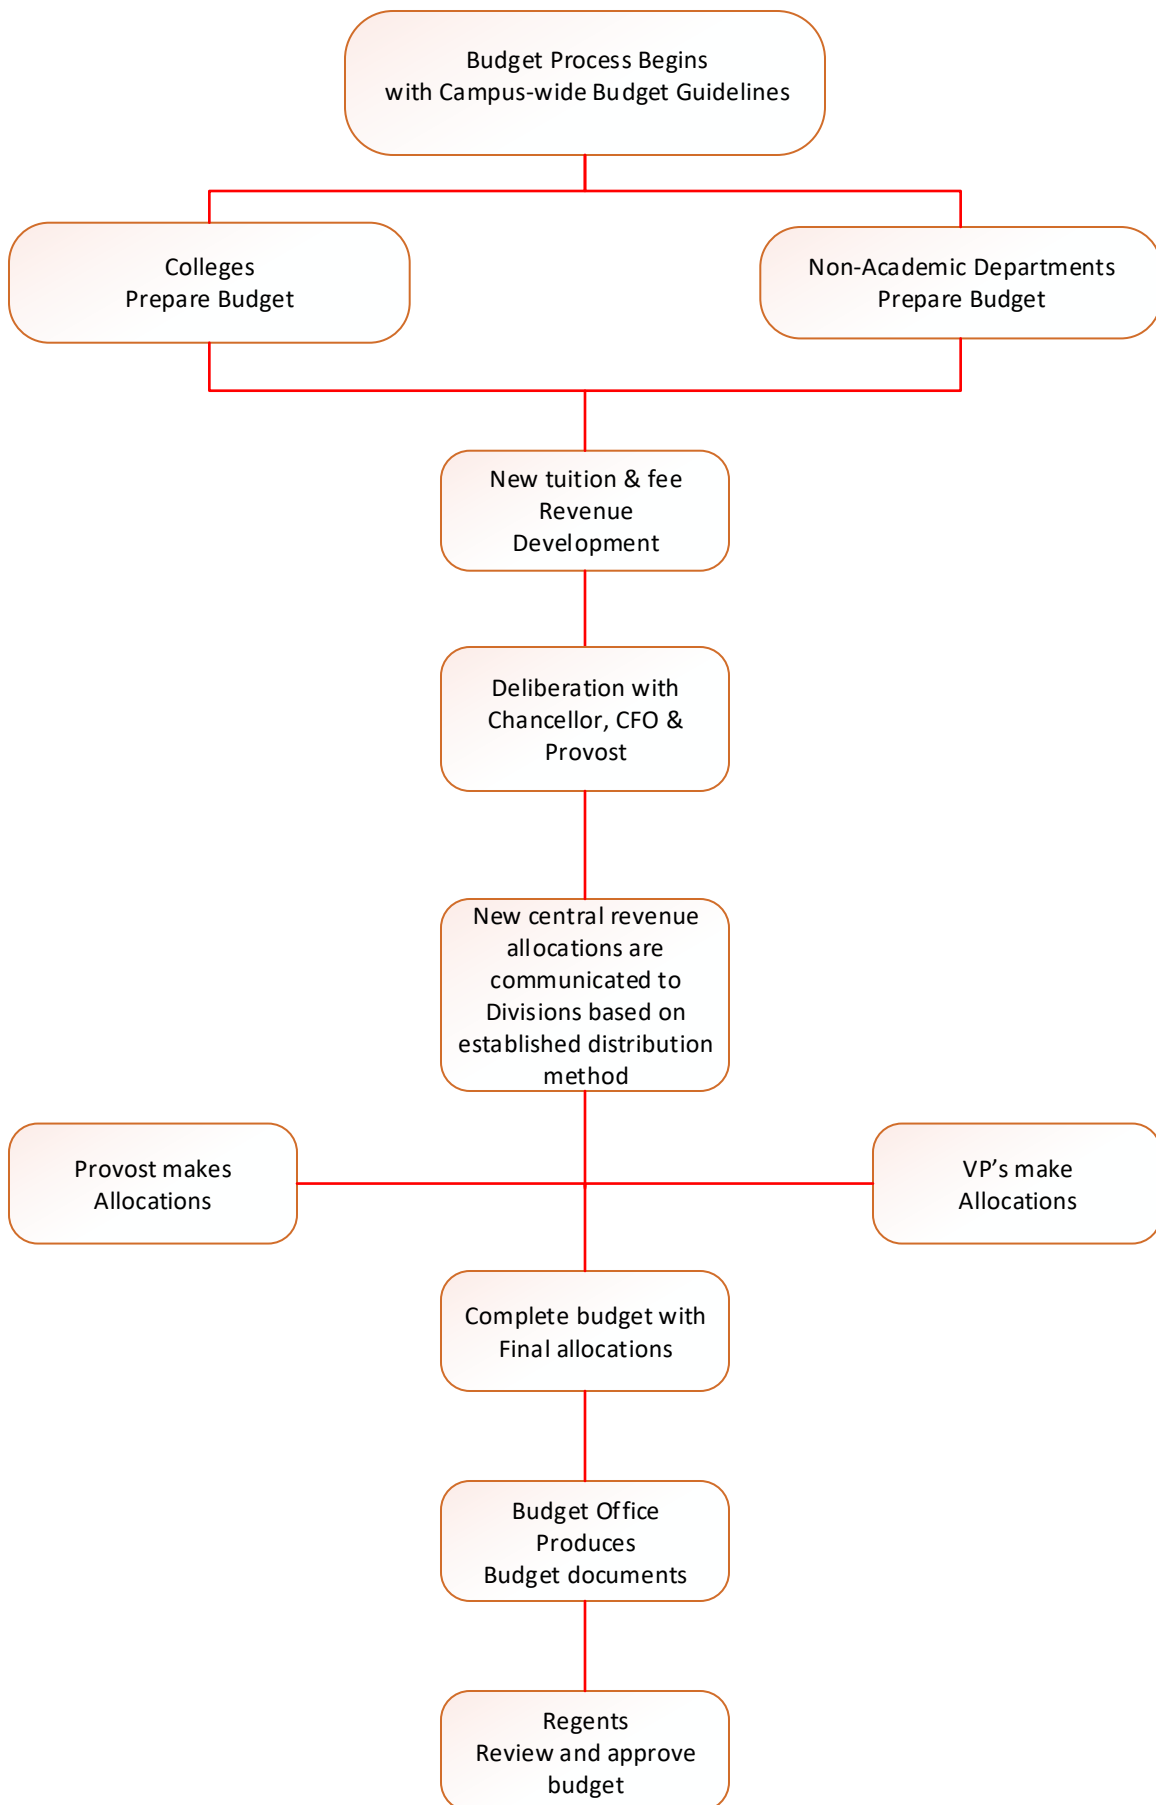 Budget Process Begins
with Campus-wide Budget Guidelines
Colleges
Prepare Budget
Non-Academic Departments
Prepare Budget
New tuition & fee
Revenue
Development
Deliberation with
Chancellor, CFO &
Provost
New central revenue
allocations are
communicated to
Divisions based on
established distribution
method
Provost makes
Allocations
VP’s make
Allocations
Complete budget with
Final allocations
Budget Office
Produces
Budget documents
Regents
Review and approve
budget